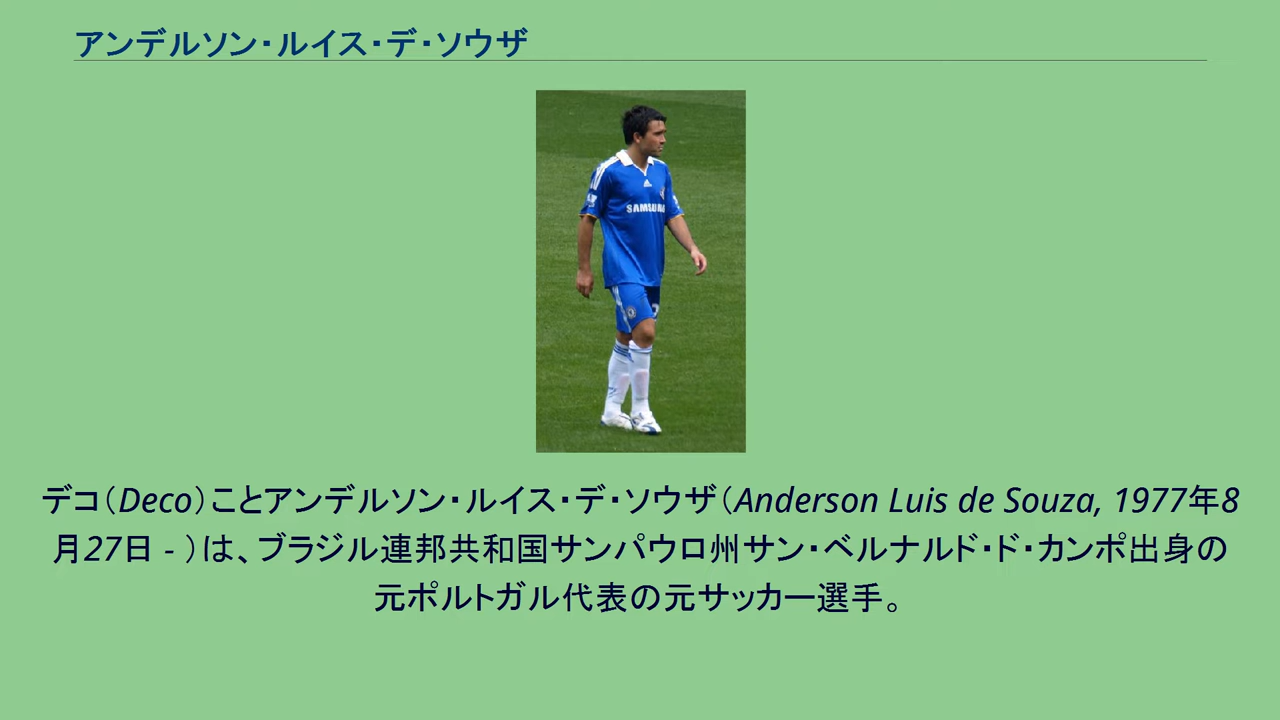 アンデルソン・ルイス・デ・ソウザ
SAMSUNG
デコ（Deco）ことアンデルソン・ルイス・デ・ソウザ（Anderson Luis de Souza, 1977年8
月27日 - ）は、ブラジル連邦共和国サンパウロ州サン・ベルナルド・ド・カンポ出身の
元ポルトガル代表の元サッカー選手。